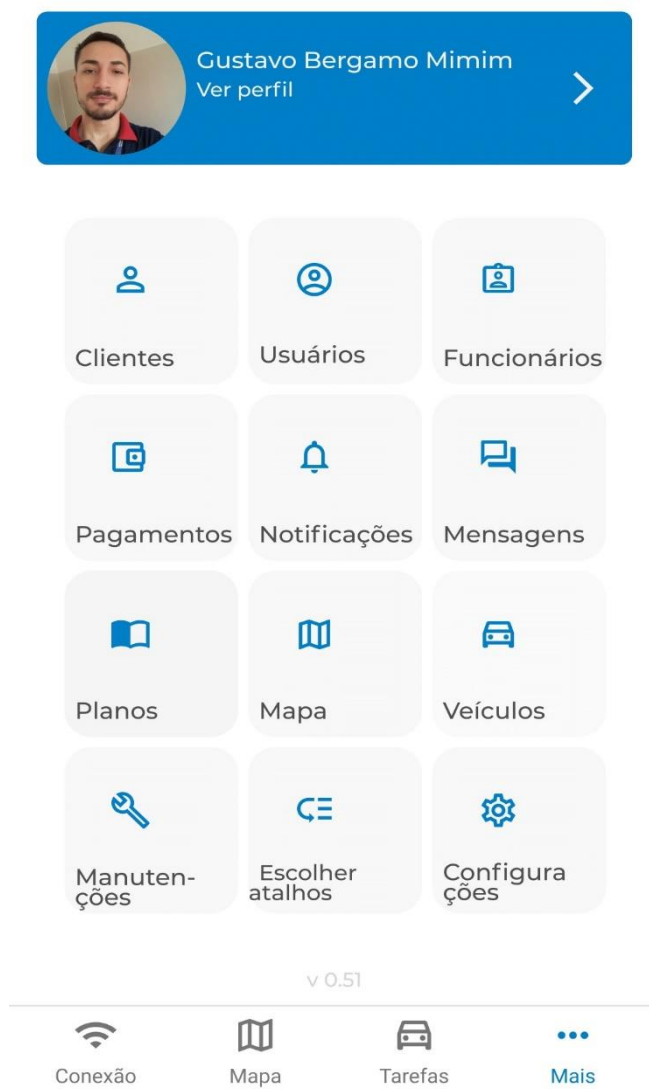 Gustavo Bergamo Mimim
Ver perfil
Clientes
Usuários
Funcionários
Pagamentos
Notificações
Mensagens
Planos
Mapa
Veículos
Manuten-
ções
Escolher
atalhos
Configura
ções
v 0.51
Conexão
Mapa
Tarefas
Mais